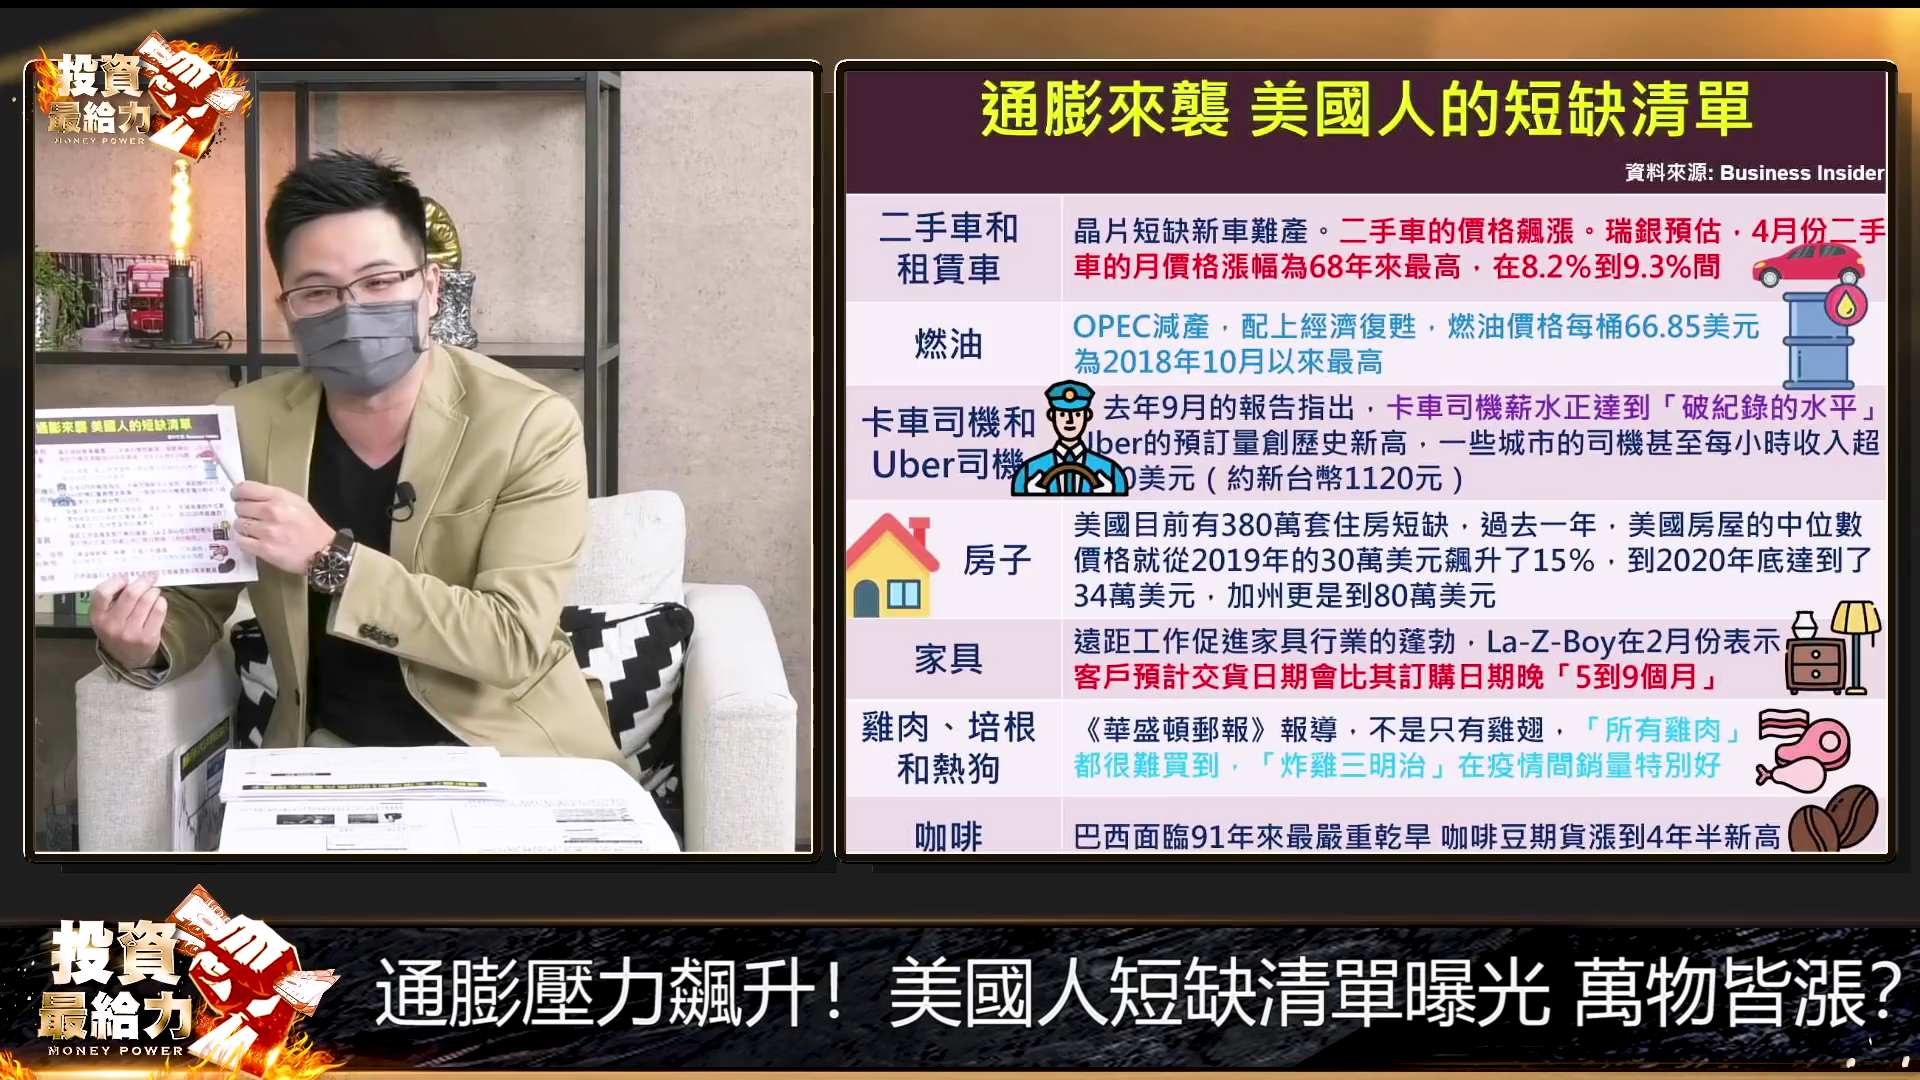 投資
最給力
MONEY POWER
通膨來襲 美國人的短缺清單
通膨來襲 美國人的短缺清單
資料來源: Business Insider
二手車和
租賃車
晶片短缺新車難產。二手車的價格飆漲。瑞銀預估，4月份二手
車的月價格漲幅為68年來最高，在8.2%到9.3%間
燃油
OPEC減產，配上經濟復甦，燃油價格每桶66.85美元
為2018年10月以來最高
卡車司機和
Uber司機
去年9月的報告指出，卡車司機薪水正達到「破紀錄的水平」
ber的預訂量創歷史新高，一些城市的司機甚至每小時收入超
0美元（約新台幣1120元）
房子
美國目前有380萬套住房短缺，過去一年，美國房屋的中位數
價格就從2019年的30萬美元飆升了15%，到2020年底達到了
34萬美元，加州更是到80萬美元
家具
遠距工作促進家具行業的蓬勃，La-Z-Boy在2月份表示
客戶預計交貨日期會比其訂購日期晚「5到9個月」
雞肉、培根
和熱狗
《華盛頓郵報》報導，不是只有雞翅，「所有雞肉」
都很難買到，「炸雞三明治」在疫情間銷量特別好
咖啡
巴西面臨91年來最嚴重乾旱 咖啡豆期貨漲到4年半新高
投資
最給力
MONEY POWER
通膨壓力飆升！美國人短缺清單曝光 萬物皆漲?